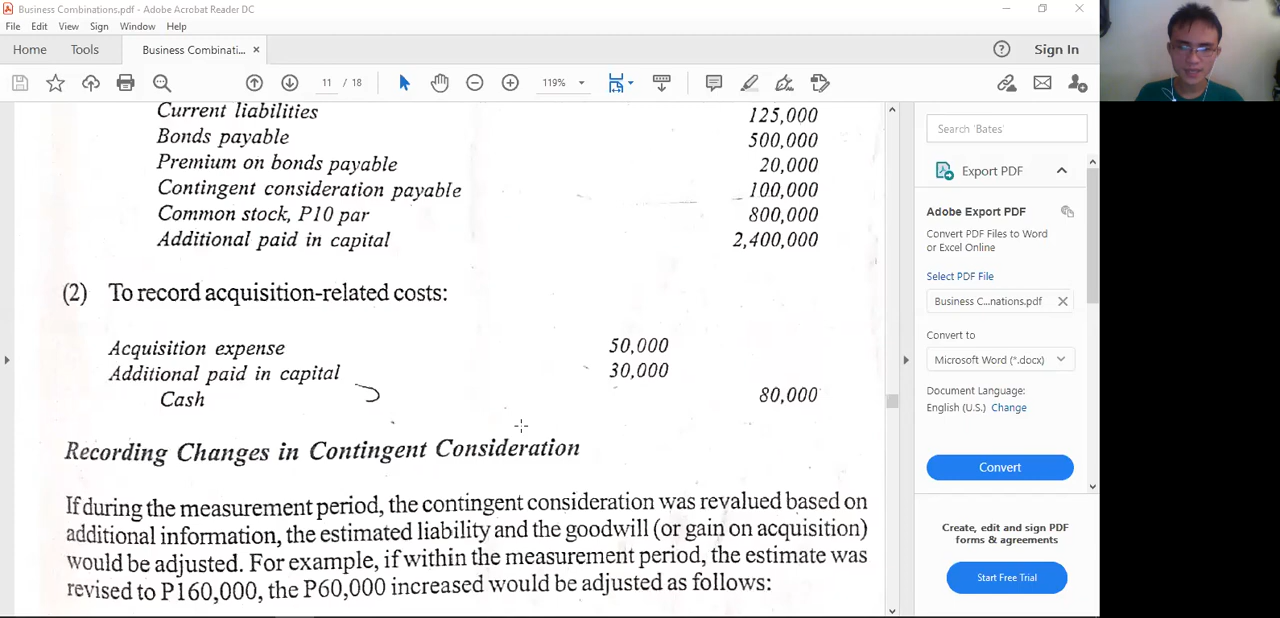 Business Combinations.pdf - Adobe Acrobat Reader DC
File Edit View Sign Window Help
Home Tools Business Combinati... × Sign In
11 / 18 119%
Current liabilities 125,000
Bonds payable 500,000
Premium on bonds payable 20,000
Contingent consideration payable 100,000
Common stock, P10 par 800,000
Additional paid in capital 2,400,000
(2) To record acquisition-related costs:
Acquisition expense 50,000
Additional paid in capital 30,000
Cash 80,000
Recording Changes in Contingent Consideration
If during the measurement period, the contingent consideration was revalued based on
additional information, the estimated liability and the goodwill (or gain on acquisition)
would be adjusted. For example, if within the measurement period, the estimate was
revised to P160,000, the P60,000 increased would be adjusted as follows:
Search 'Bates'
Export PDF
Adobe Export PDF
Convert PDF Files to Word
or Excel Online
Select PDF File
Business C...nations.pdf
Convert to
Microsoft Word (*.docx)
Document Language:
English (U.S.) Change
Convert
Create, edit and sign PDF
forms & agreements
Start Free Trial